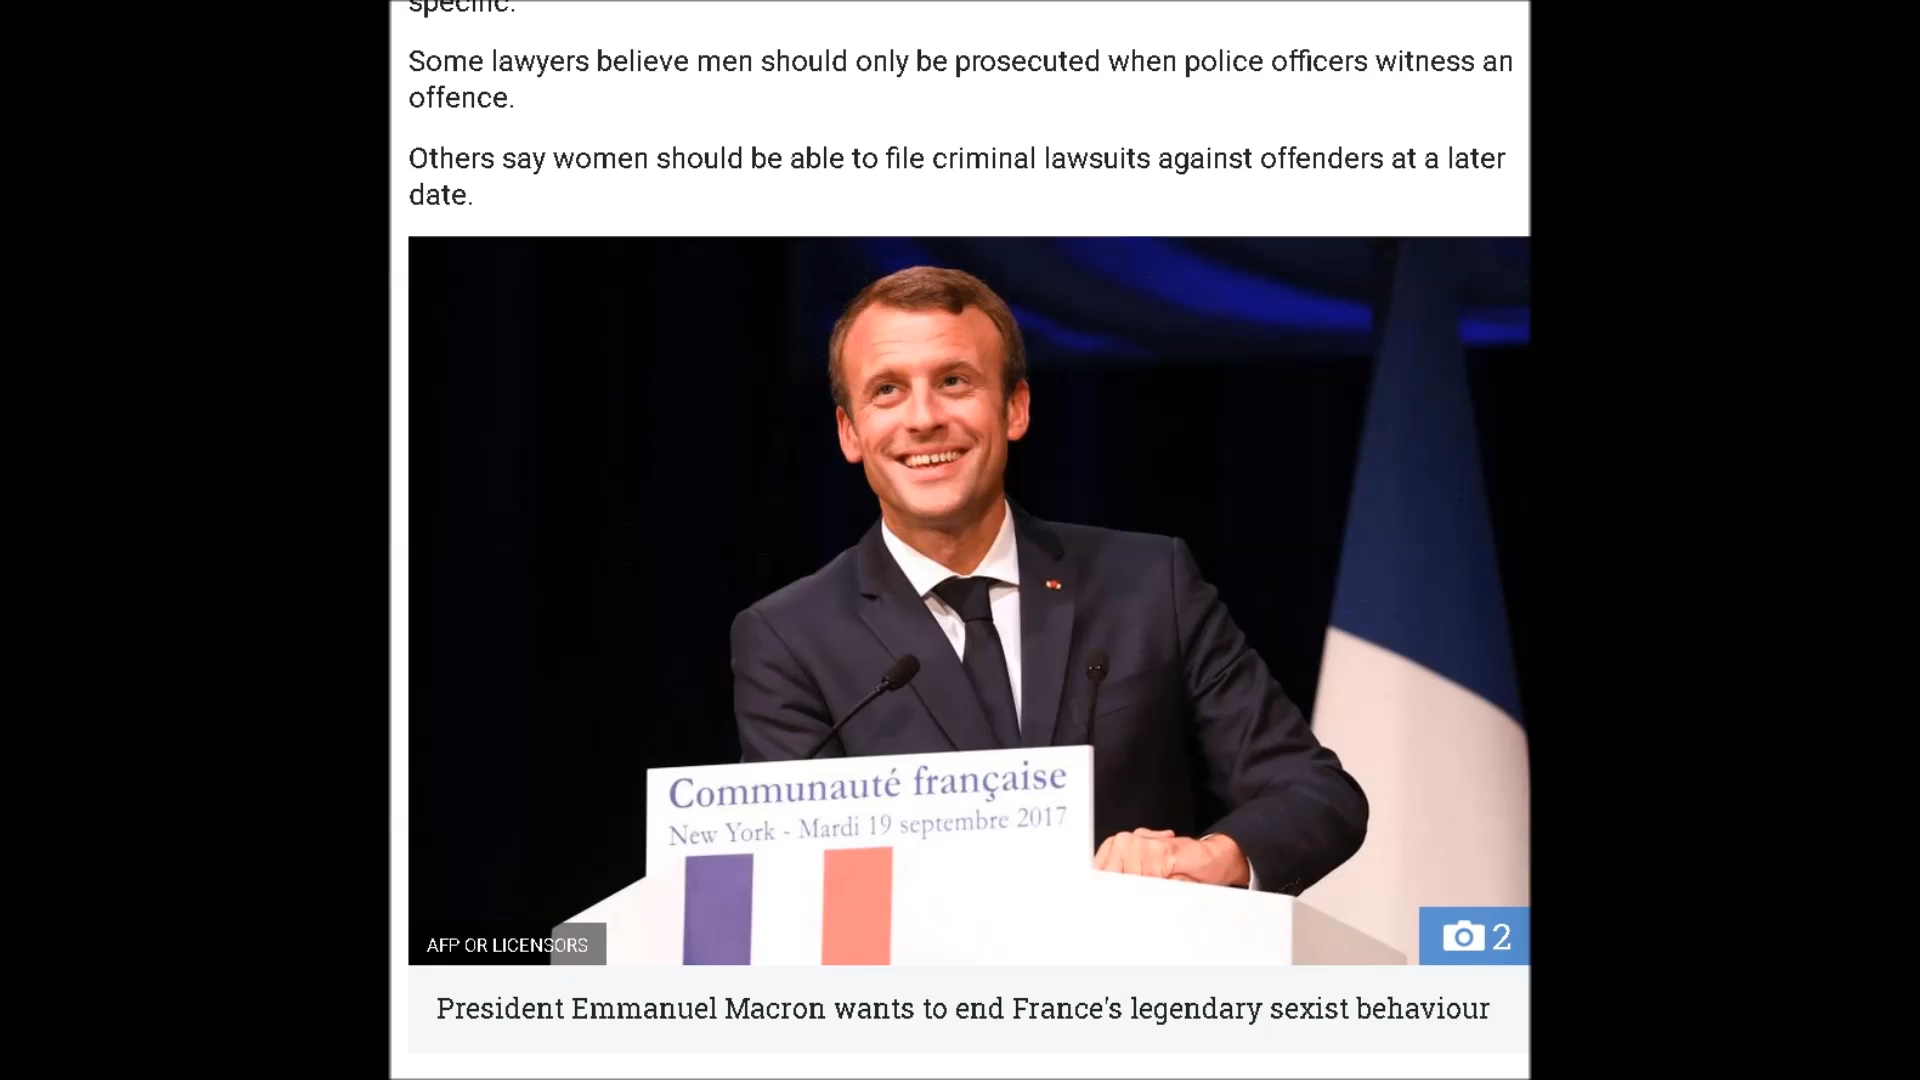 specific.
Some lawyers believe men should only be prosecuted when police officers witness an
offence.
Others say women should be able to file criminal lawsuits against offenders at a later
date.
Communauté française
New York - Mardi 19 septembre 2017
AFP OR LICENSORS
2
President Emmanuel Macron wants to end France's legendary sexist behaviour